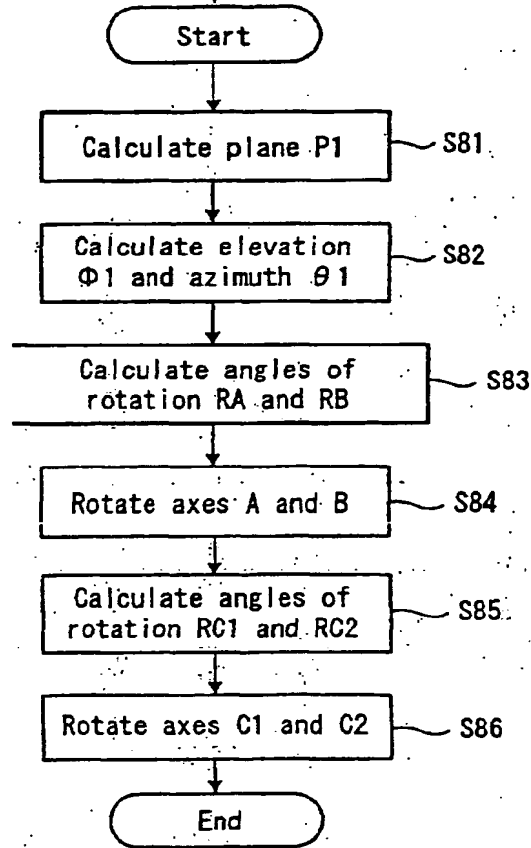 Start
Calculate plane P1
S81
Calculate elevation
Φ1 and azimuth θ1
S82
Calculate angles of
rotation RA and RB
S83
Rotate axes A and B
S84
Calculate angles of
rotation RC1 and RC2
S85
Rotate axes C1 and C2
S86
End